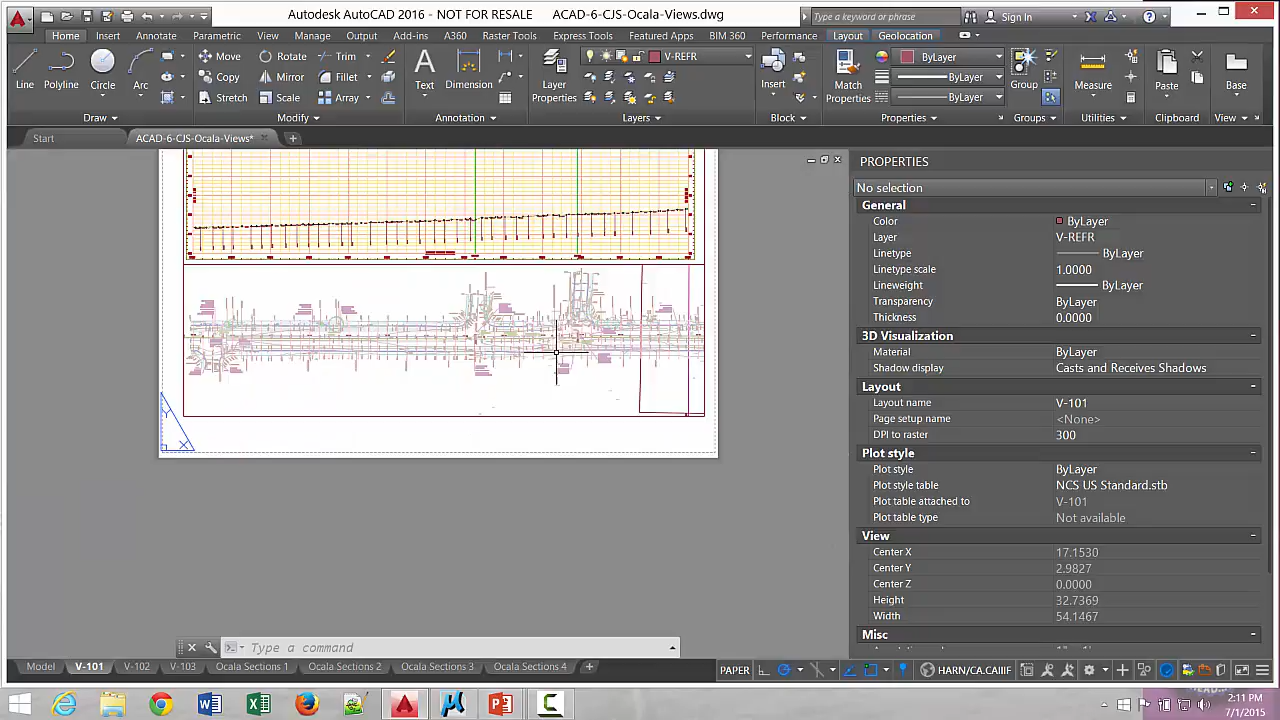 Autodesk AutoCAD 2016 - NOT FOR RESALE ACAD-6-CJS-Ocala-Views.dwg
Type a keyword or phrase
Sign In
Home Insert Annotate Parametric View Manage Output Add-ins A360 Raster Tools Express Tools Featured Apps BIM 360 Performance Layout Geolocation
Line Polyline Circle Arc
Move Rotate Trim
Copy Mirror Fillet
Stretch Scale Array
Text Dimension
Layer Properties
V-REFR
Insert
Match Properties
ByLayer
ByLayer
ByLayer
Group Measure Paste Base
Draw Modify Annotation Layers Block Properties Groups Utilities Clipboard View
Start ACAD-6-CJS-Ocala-Views*
PROPERTIES
No selection
General
Color ByLayer
Layer V-REFR
Linetype ByLayer
Linetype scale 1.0000
Lineweight ByLayer
Transparency ByLayer
Thickness 0.0000
3D Visualization
Material ByLayer
Shadow display Casts and Receives Shadows
Layout
Layout name V-101
Page setup name <None>
DPI to raster 300
Plot style
Plot style ByLayer
Plot style table NCS US Standard.stb
Plot table attached to V-101
Plot table type Not available
View
Center X 17.1530
Center Y 2.9827
Center Z 0.0000
Height 32.7369
Width 54.1467
Misc
Y
X
Type a command
Model V-101 V-102 V-103 Ocala Sections 1 Ocala Sections 2 Ocala Sections 3 Ocala Sections 4
PAPER
HARN/CA.CAIIIF
2:11 PM
7/1/2015